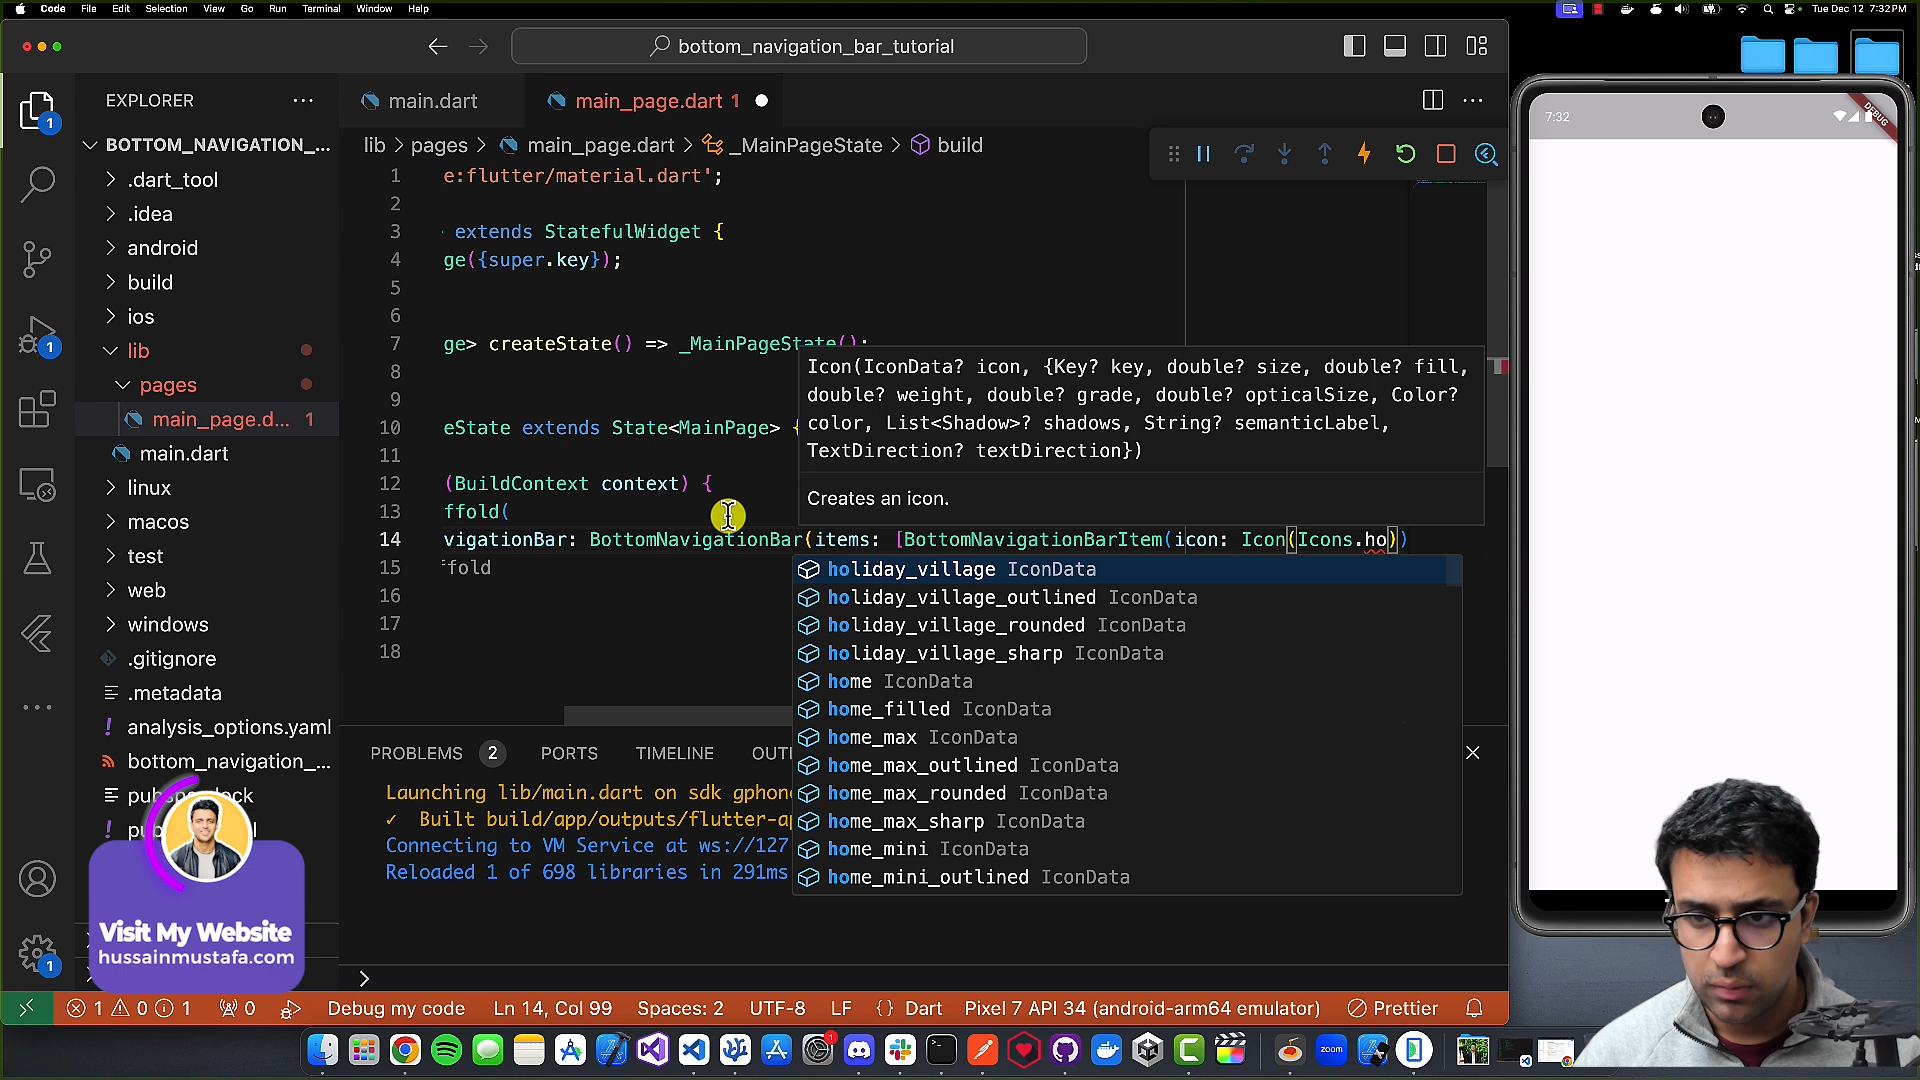 Code File Edit Selection View Go Run Terminal Window Help
Tue Dec 12 7:32PM
bottom_navigation_bar_tutorial
EXPLORER
BOTTOM_NAVIGATION_...
.dart_tool
.idea
android
build
ios
lib
pages
main_page.d... 1
main.dart
linux
macos
test
web
windows
.gitignore
.metadata
analysis_options.yaml
bottom_navigation_...
1
1
1
main.dart
main_page.dart 1
lib > pages > main_page.dart > _MainPageState > build
1 e:flutter/material.dart';
2
3 extends StatefulWidget {
4 ge({super.key});
5
6
7 ge> createState() => _MainPageState();
8
9
10 eState extends State<MainPage> {
11
12 (BuildContext context) {
13 ffold(
14 vigationBar: BottomNavigationBar(items: [BottomNavigationBarItem(icon: Icon(Icons.ho))
15 ffold
16
17
18
Icon(IconData? icon, {Key? key, double? size, double? fill,
double? weight, double? grade, double? opticalSize, Color?
color, List<Shadow>? shadows, String? semanticLabel,
TextDirection? textDirection})
Creates an icon.
holiday_village IconData
holiday_village_outlined IconData
holiday_village_rounded IconData
holiday_village_sharp IconData
home IconData
home_filled IconData
home_max IconData
home_max_outlined IconData
home_max_rounded IconData
home_max_sharp IconData
home_mini IconData
home_mini_outlined IconData
PROBLEMS 2 PORTS TIMELINE OUTL
Launching lib/main.dart on sdk gphone
✓ Built build/app/outputs/flutter-ap
Connecting to VM Service at ws://127
Reloaded 1 of 698 libraries in 291ms
7:32
DEBUG
Visit My Website
hussainmustafa.com
1 0 1 0 Debug my code Ln 14, Col 99 Spaces: 2 UTF-8 LF {} Dart Pixel 7 API 34 (android-arm64 emulator) Prettier
zoom